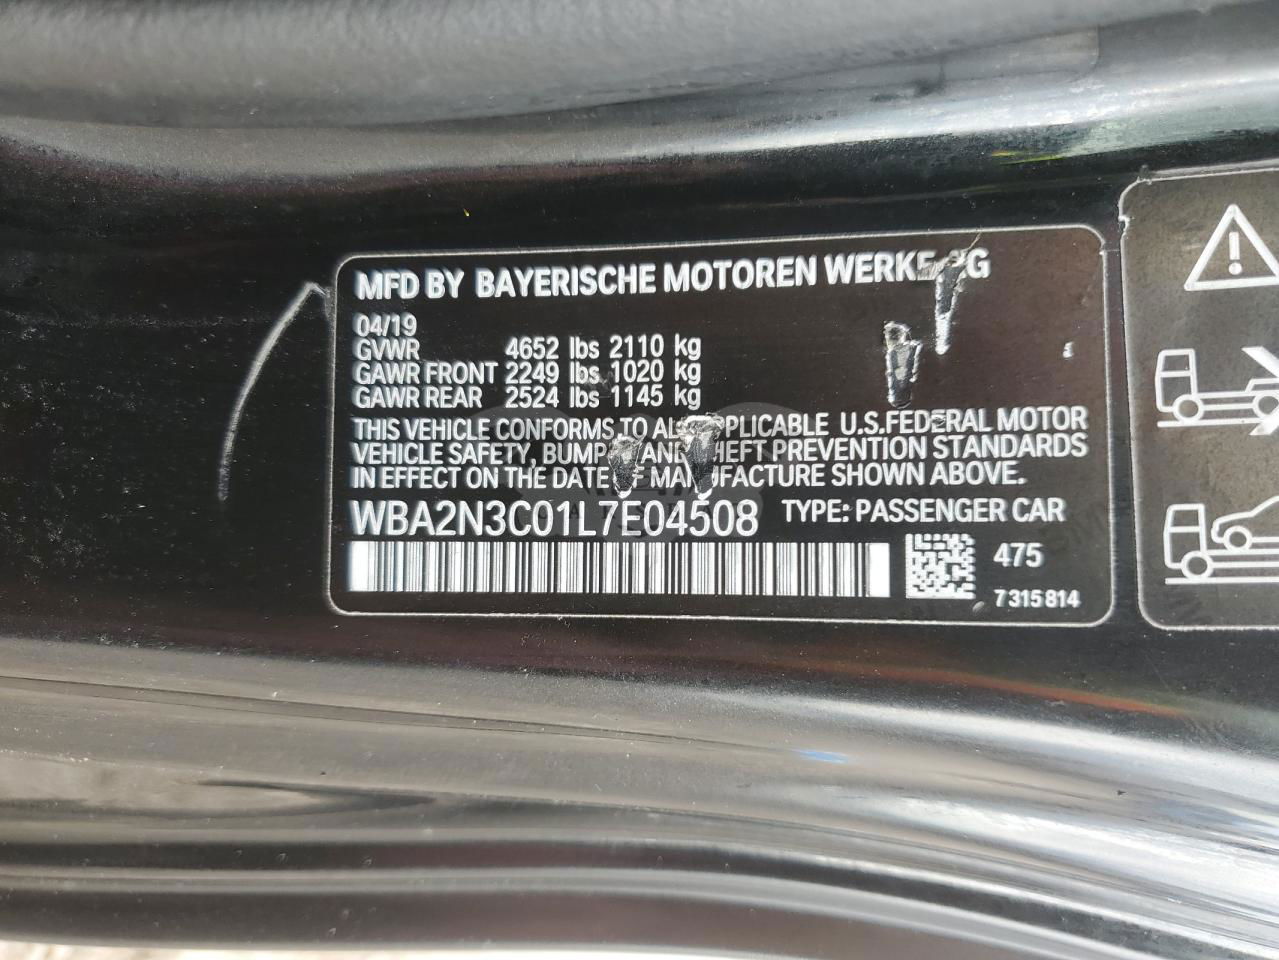 MFD BY BAYERISCHE MOTOREN WERKE AG
04/19
GVWR 4652 lbs 2110 kg
GAWR FRONT 2249 lbs 1020 kg
GAWR REAR 2524 lbs 1145 kg
THIS VEHICLE CONFORMS TO ALL APPLICABLE U.S.FEDERAL MOTOR
VEHICLE SAFETY, BUMPER AND THEFT PREVENTION STANDARDS
IN EFFECT ON THE DATE OF MANUFACTURE SHOWN ABOVE.
WBA2N3C01L7E04508 TYPE: PASSENGER CAR
475
7315814